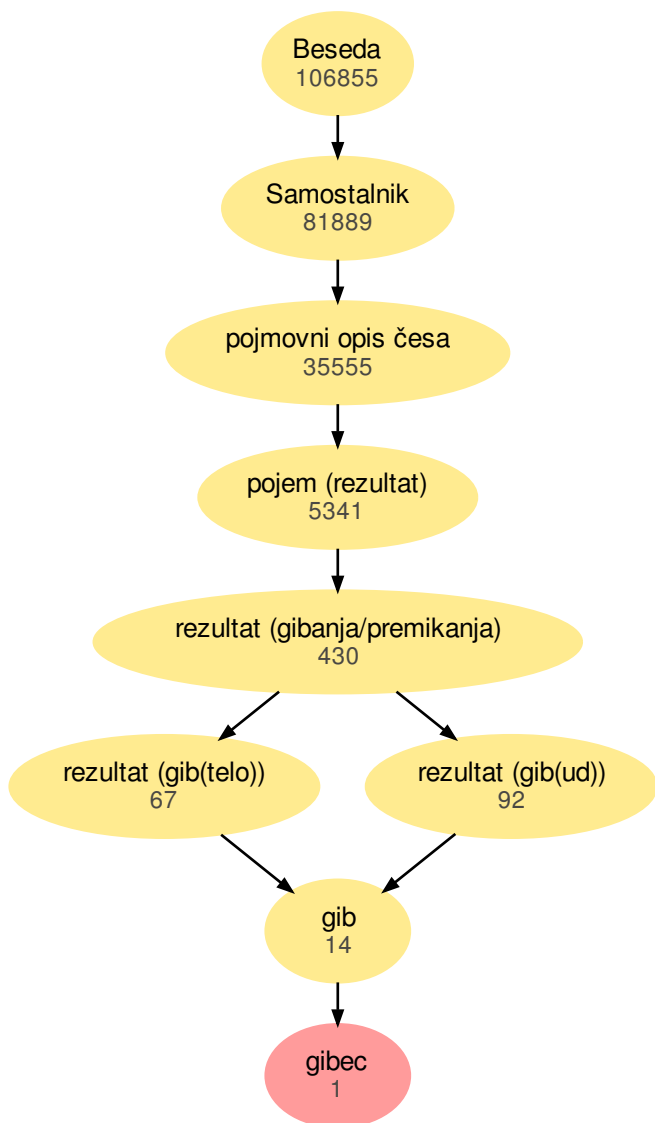 Beseda
106855
Samostalnik
81889
pojmovni opis česa
35555
pojem (rezultat)
5341
rezultat (gibanja/premikanja)
430
rezultat (gib(telo))
67
rezultat (gib(ud))
92
gib
14
gibec
1